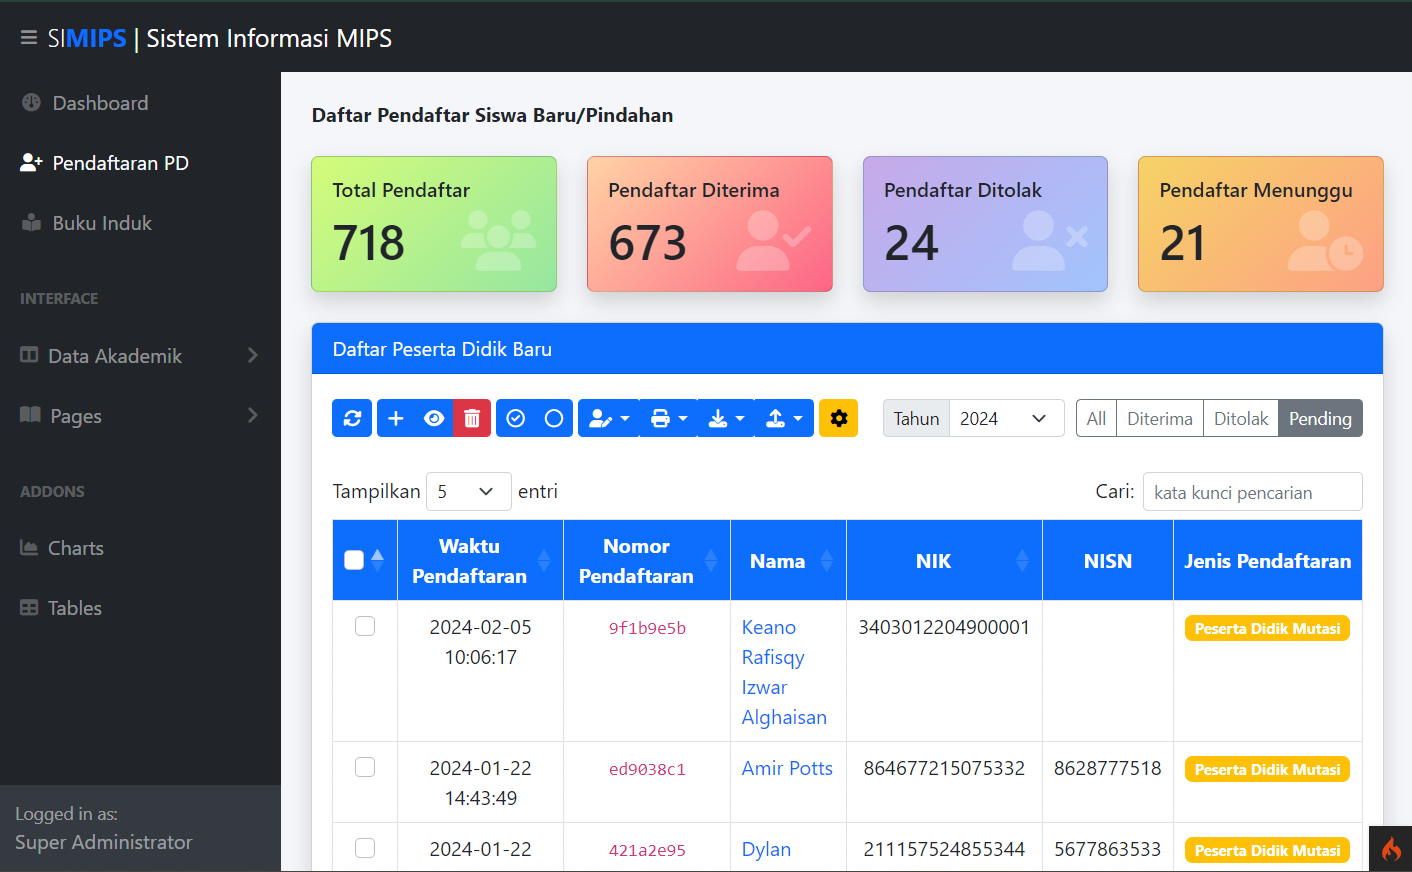 SIMIPS | Sistem Informasi MIPS
Dashboard
Pendaftaran PD
Buku Induk
INTERFACE
Data Akademik
Pages
ADDONS
Charts
Tables
Logged in as:
Super Administrator
Daftar Pendaftar Siswa Baru/Pindahan
Total Pendaftar
718
Pendaftar Diterima
673
Pendaftar Ditolak
24
Pendaftar Menunggu
21
Daftar Peserta Didik Baru
Tahun 2024 All Diterima Ditolak Pending
Tampilkan 5 entri Cari: kata kunci pencarian
Waktu Pendaftaran Nomor Pendaftaran Nama NIK NISN Jenis Pendaftaran
2024-02-05 9f1b9e5b Keano 3403012204900001 Peserta Didik Mutasi
10:06:17 Rafisqy
Izwar
Alghaisan
2024-01-22 ed9038c1 Amir Potts 864677215075332 8628777518 Peserta Didik Mutasi
14:43:49
2024-01-22 421a2e95 Dylan 211157524855344 5677863533 Peserta Didik Mutasi